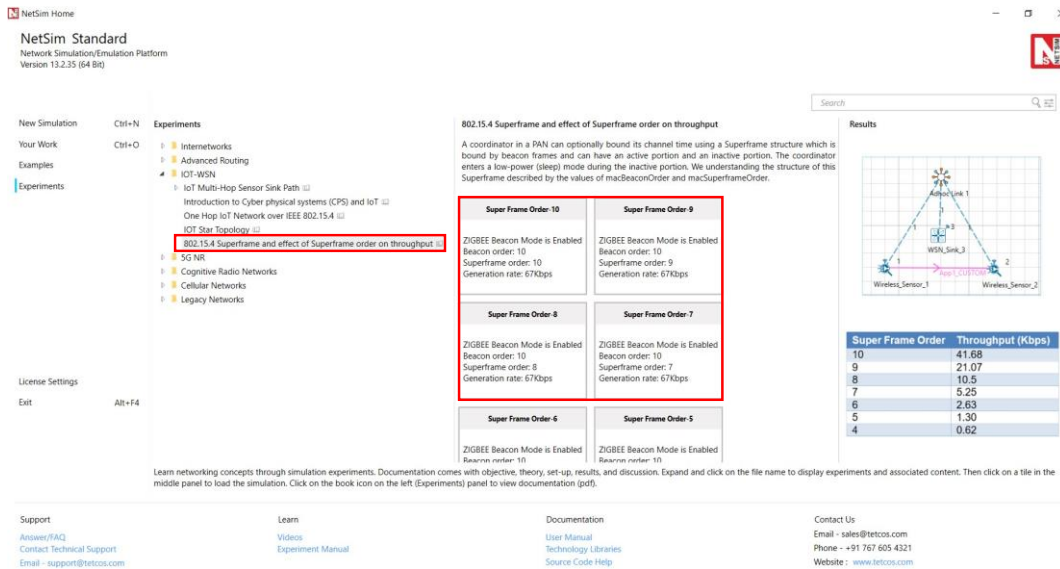 NetSim Home
NetSim Standard
Network Simulation/Emulation Platform
Version 13.2.35 (64 Bit)
NETSIM
Search
New Simulation Ctrl+N
Your Work Ctrl+O
Examples
Experiments
License Settings
Exit Alt+F4
Experiments
Internetworks
Advanced Routing
IOT-WSN
IoT Multi-Hop Sensor Sink Path
Introduction to Cyber physical systems (CPS) and IoT
One Hop IoT Network over IEEE 802.15.4
IOT Star Topology
802.15.4 Superframe and effect of Superframe order on throughput
5G NR
Cognitive Radio Networks
Cellular Networks
Legacy Networks
802.15.4 Superframe and effect of Superframe order on throughput
A coordinator in a PAN can optionally bound its channel time using a Superframe structure which is
bound by beacon frames and can have an active portion and an inactive portion. The coordinator
enters a low-power (sleep) mode during the inactive portion. We understanding the structure of this
Superframe described by the values of macBeaconOrder and macSuperframeOrder.
Super Frame Order-10
ZIGBEE Beacon Mode is Enabled
Beacon order: 10
Superframe order: 10
Generation rate: 67Kbps
Super Frame Order-9
ZIGBEE Beacon Mode is Enabled
Beacon order: 10
Superframe order: 9
Generation rate: 67Kbps
Super Frame Order-8
ZIGBEE Beacon Mode is Enabled
Beacon order: 10
Superframe order: 8
Generation rate: 67Kbps
Super Frame Order-7
ZIGBEE Beacon Mode is Enabled
Beacon order: 10
Superframe order: 7
Generation rate: 67Kbps
Super Frame Order-6
ZIGBEE Beacon Mode is Enabled
Beacon order: 10
Super Frame Order-5
ZIGBEE Beacon Mode is Enabled
Beacon order: 10
Results
Adhoc Link 1
1
1 3 1
WSN_Sink_3
1 2
App1_CUSTOM
Wireless_Sensor_1 Wireless_Sensor_2
Super Frame Order Throughput (Kbps)
10 41.68
9 21.07
8 10.5
7 5.25
6 2.63
5 1.30
4 0.62
Learn networking concepts through simulation experiments. Documentation comes with objective, theory, set-up, results, and discussion. Expand and click on the file name to display experiments and associated content. Then click on a tile in the
middle panel to load the simulation. Click on the book icon on the left (Experiments) panel to view documentation (pdf).
Support
Answer/FAQ
Contact Technical Support
Email - support@tetcos.com
Learn
Videos
Experiment Manual
Documentation
User Manual
Technology Libraries
Source Code Help
Contact Us
Email - sales@tetcos.com
Phone - +91 767 605 4321
Website : www.tetcos.com